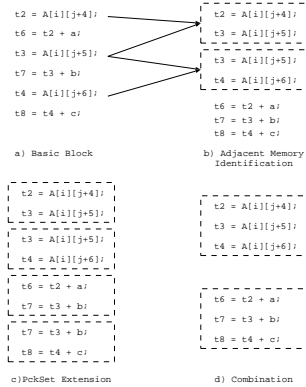 t2 = A[i][j+4];
t6 = t2 + a;
t3 = A[i][j+5];
t7 = t3 + b;
t4 = A[i][j+6];
t8 = t4 + c;
a) Basic Block
t2 = A[i][j+4];
t3 = A[i][j+5];
t3 = A[i][j+5];
t4 = A[i][j+6];
t6 = t2 + a;
t7 = t3 + b;
t8 = t4 + c;
b) Adjacent Memory
Identification
t2 = A[i][j+4];
t3 = A[i][j+5];
t3 = A[i][j+5];
t4 = A[i][j+6];
t6 = t2 + a;
t7 = t3 + b;
t7 = t3 + b;
t8 = t4 + c;
c)PckSet Extension
t2 = A[i][j+4];
t3 = A[i][j+5];
t4 = A[i][j+6];
t6 = t2 + a;
t7 = t3 + b;
t8 = t4 + c;
d) Combination